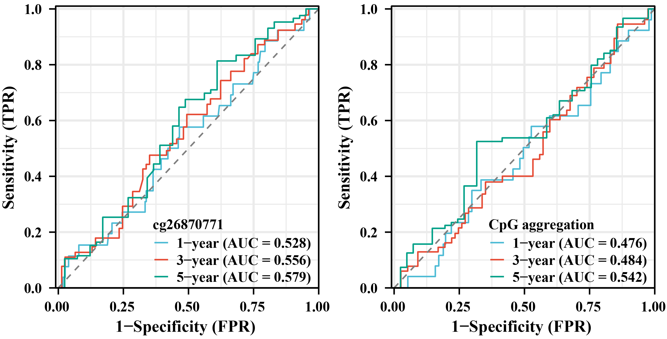 1.0
0.8
0.6
0.4
0.2
0.0
Sensitivity (TPR)
cg26870771
1−year (AUC = 0.528)
3−year (AUC = 0.556)
5−year (AUC = 0.579)
0.00 0.25 0.50 0.75 1.00
1−Specificity (FPR)
1.0
0.8
0.6
0.4
0.2
0.0
Sensitivity (TPR)
CpG aggregation
1−year (AUC = 0.476)
3−year (AUC = 0.484)
5−year (AUC = 0.542)
0.00 0.25 0.50 0.75 1.00
1−Specificity (FPR)